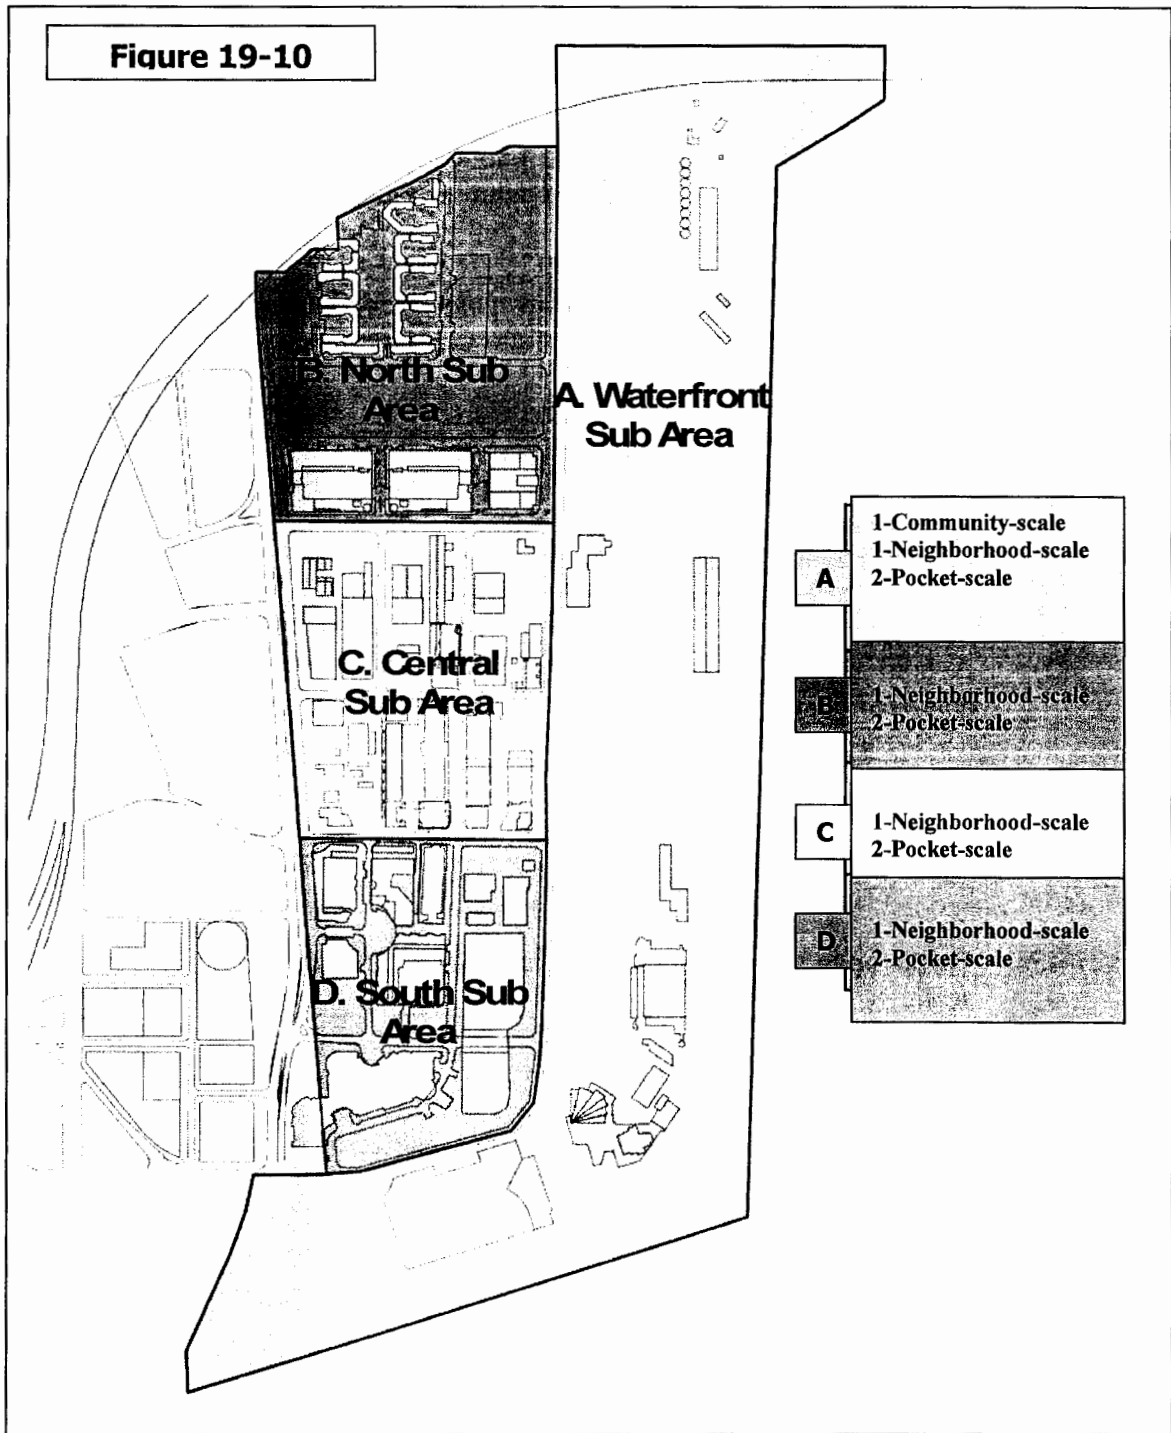 Figure 19-10
B. North Sub
Area
A. Waterfront
Sub Area
C. Central
Sub Area
D. South Sub
Area
A
1-Community-scale
1-Neighborhood-scale
2-Pocket-scale
B
1-Neighborhood-scale
2-Pocket-scale
C
1-Neighborhood-scale
2-Pocket-scale
D
1-Neighborhood-scale
2-Pocket-scale